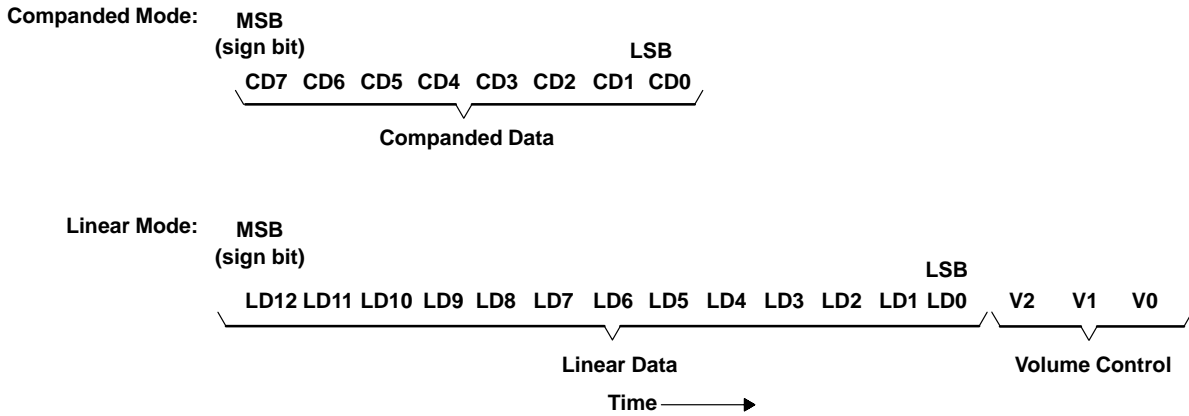 Companded Mode: MSB
(sign bit) LSB
CD7 CD6 CD5 CD4 CD3 CD2 CD1 CD0
Companded Data
Linear Mode: MSB
(sign bit)
LSB
LD12 LD11 LD10 LD9 LD8 LD7 LD6 LD5 LD4 LD3 LD2 LD1 LD0 V2 V1 V0
Linear Data Volume Control
Time